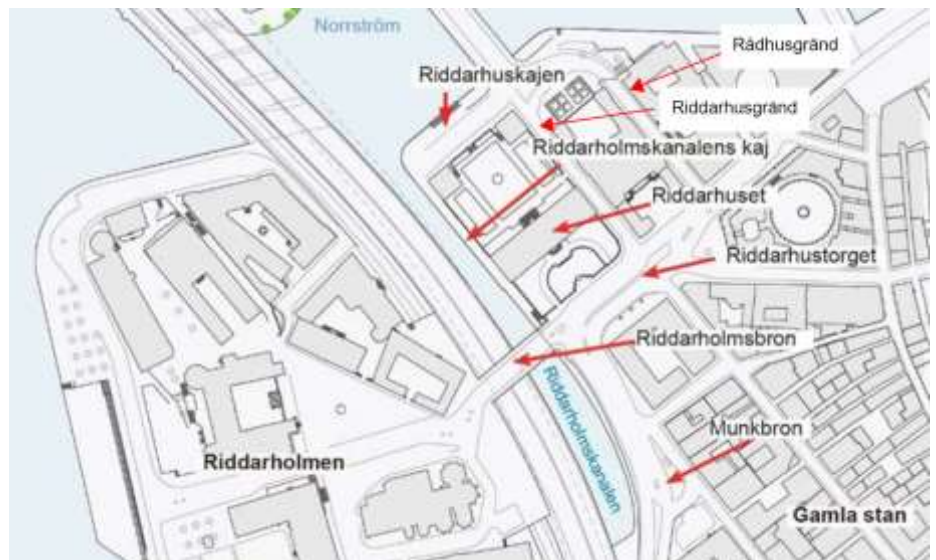 Norrström
Rådhusgränd
Riddarhuskajen
Riddarhusgränd
Riddarholmskanalens kaj
Riddarhuset
Riddarhustorget
Riddarholmsbron
Riddarholmskanalen
Munkbron
Riddarholmen
Gamla stan